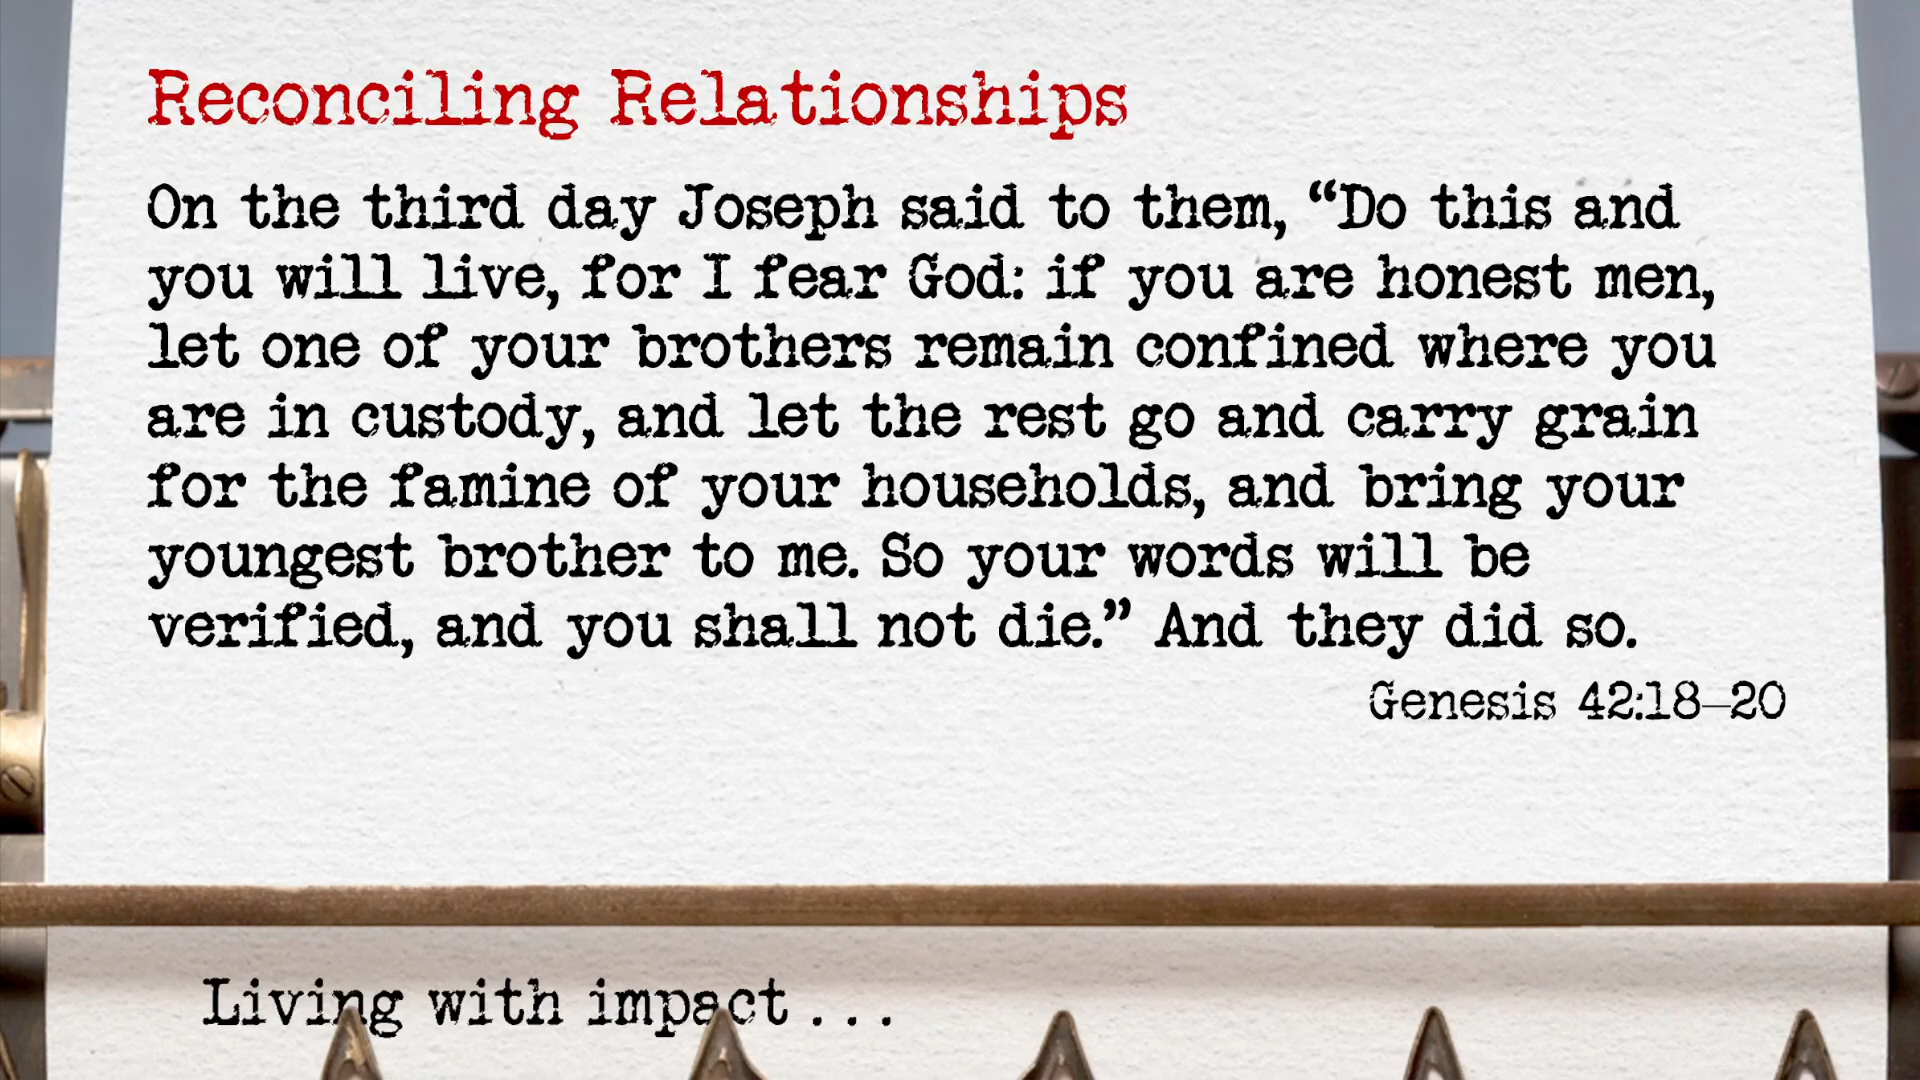 Reconciling Relationships
On the third day Joseph said to them, “Do this and
you will live, for I fear God: if you are honest men,
let one of your brothers remain confined where you
are in custody, and let the rest go and carry grain
for the famine of your households, and bring your
youngest brother to me. So your words will be
verified, and you shall not die.” And they did so.
Genesis 42:18–20
Living with impact . . .